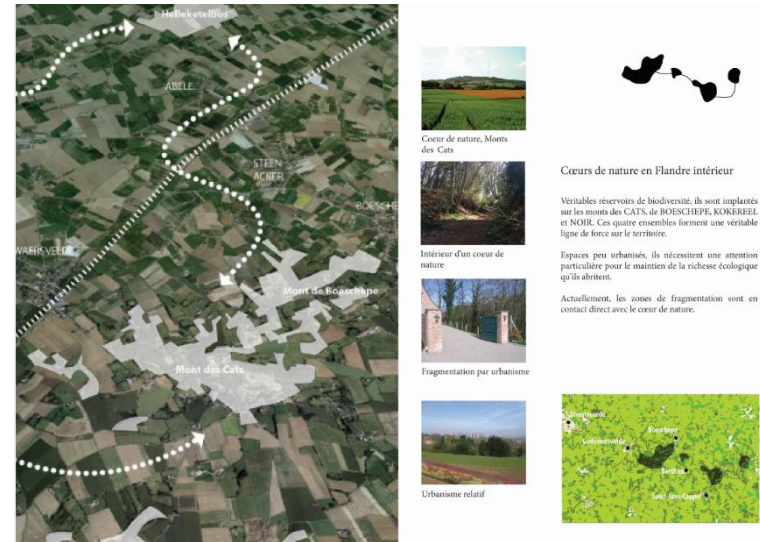 Helleketelbus
ABELE
STEEN
ACKER
BOESCHEPE
WAERSVELDE
Mont de Boeschepe
Mont des Cats
Coeur de nature, Monts
des Cats
Intérieur d'un coeur de
nature
Fragmentation par urbanisme
Urbanisme relatif
Cœurs de nature en Flandre intérieur
Véritables réservoirs de biodiversité, ils sont implantés
sur les monts des CATS, de BOESCHEPE, KOKEREEL
et NOIR. Ces quatre ensembles forment une véritable
ligne de force sur le territoire.
Espaces peu urbanisés, ils nécessitent une attention
particulière pour le maintien de la richesse écologique
qu'ils abritent.
Actuellement, les zones de fragmentation sont en
contact direct avec le cœur de nature.
Steenvoorde
Boeschepe
Godewaersvelde
Berthen
Saint-Jans-Cappel